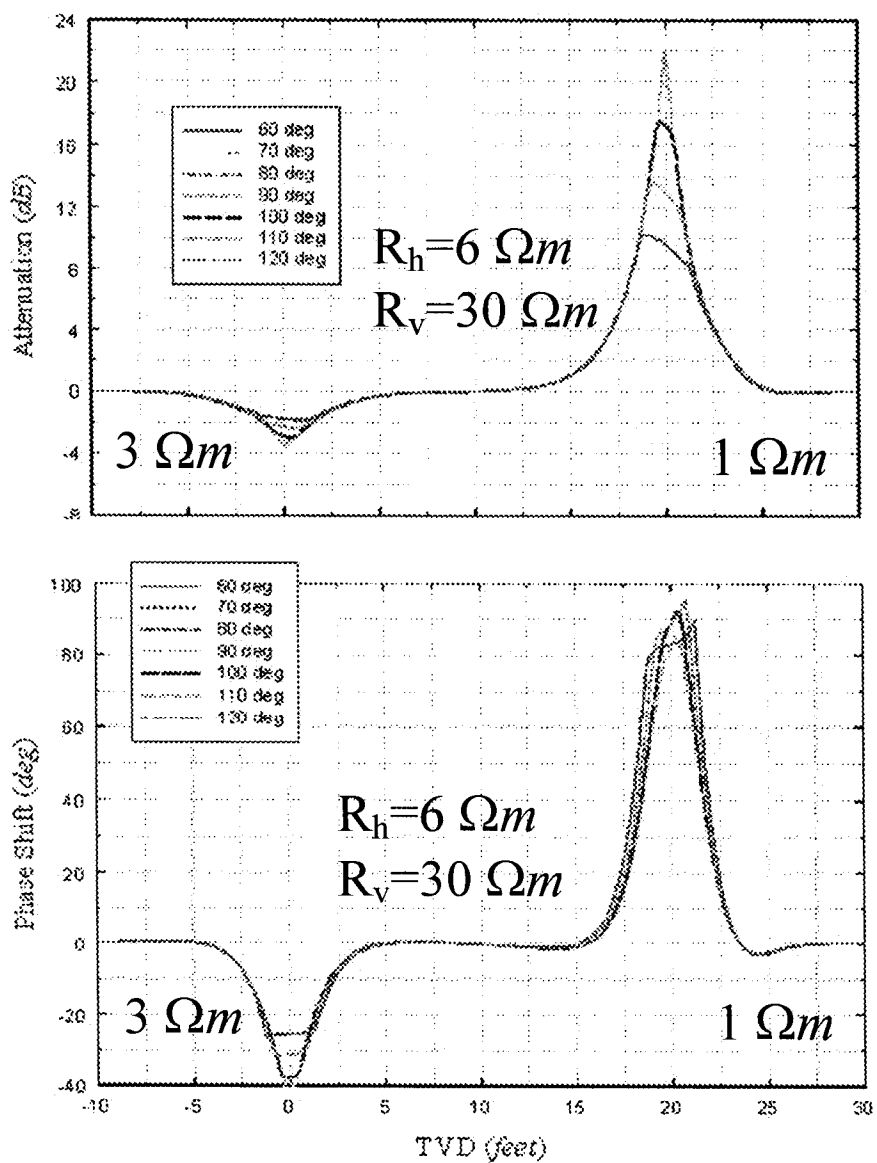 24
20
16
12
8
4
0
-4
-8
Attenuation (dB)
60 deg
70 deg
80 deg
90 deg
100 deg
110 deg
120 deg
Rh=6 Ωm
Rv=30 Ωm
3 Ωm
1 Ωm
100
80
60
40
20
0
-20
-40
Phase Shift (deg)
60 deg
70 deg
80 deg
90 deg
100 deg
110 deg
120 deg
Rh=6 Ωm
Rv=30 Ωm
3 Ωm
1 Ωm
-10 -5 0 5 10 15 20 25 30
TVD (feet)